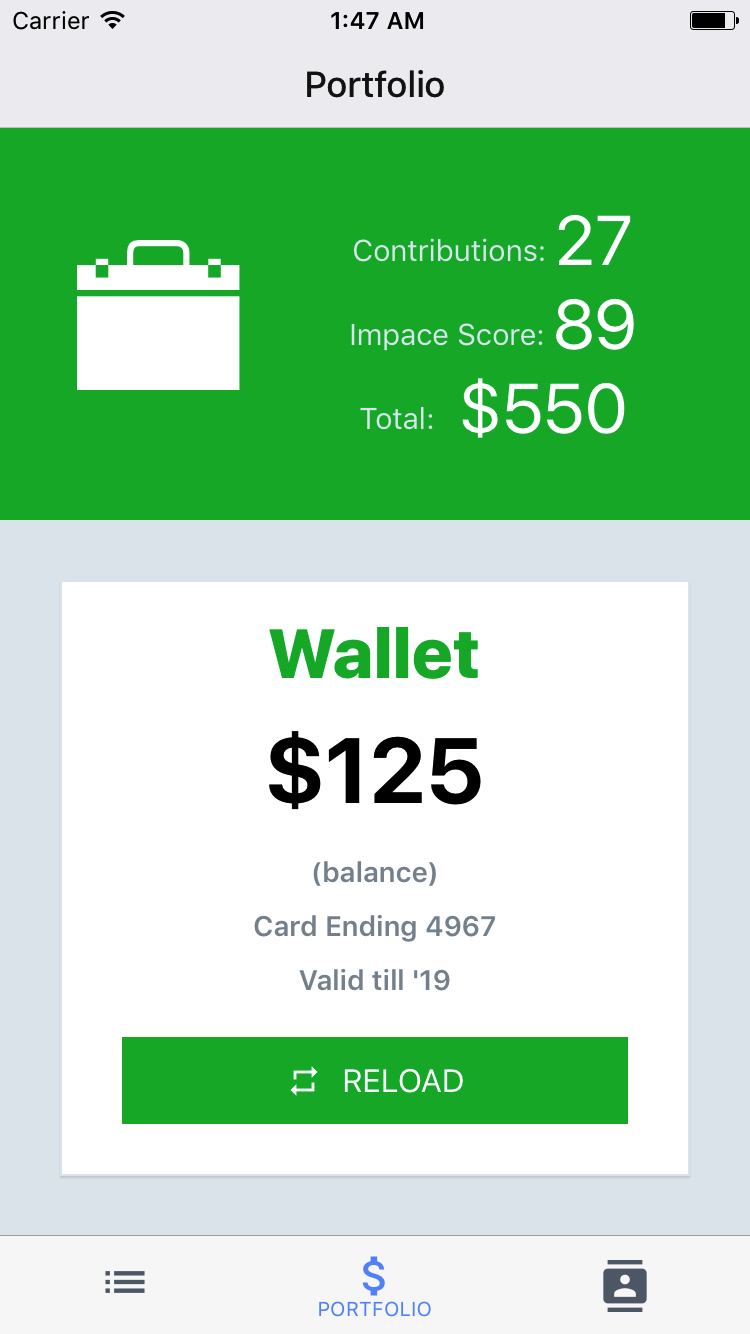 Carrier 1:47 AM
Portfolio
Contributions: 27
Impace Score: 89
Total: $550
Wallet
$125
(balance)
Card Ending 4967
Valid till '19
RELOAD
$
PORTFOLIO